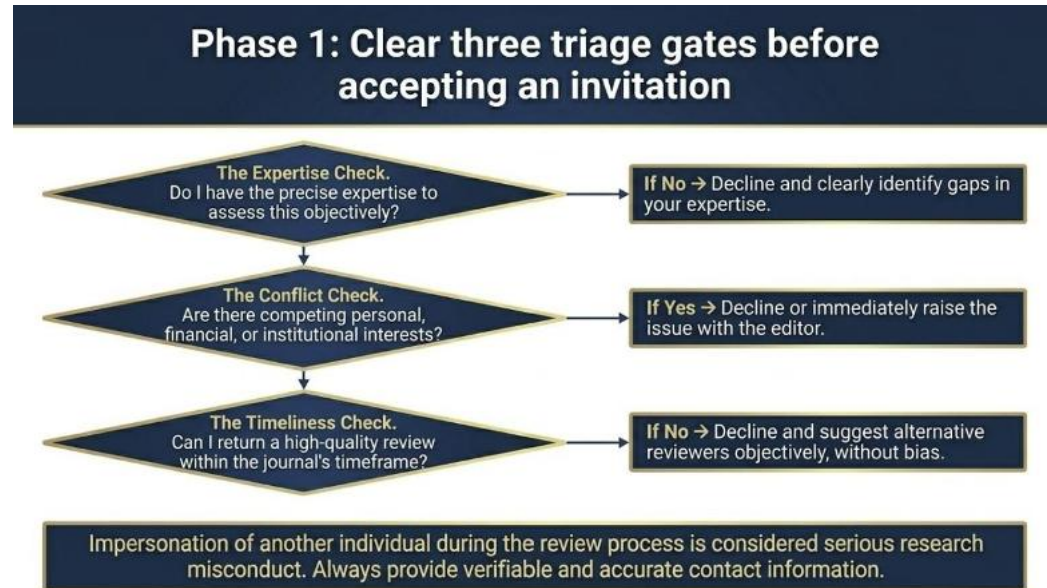 Phase 1: Clear three triage gates before
accepting an invitation
The Expertise Check.
Do I have the precise expertise to
assess this objectively?
If No → Decline and clearly identify gaps in
your expertise.
The Conflict Check.
Are there competing personal,
financial, or institutional interests?
If Yes → Decline or immediately raise the
issue with the editor.
The Timeliness Check.
Can I return a high-quality review
within the journal's timeframe?
If No → Decline and suggest alternative
reviewers objectively, without bias.
Impersonation of another individual during the review process is considered serious research
misconduct. Always provide verifiable and accurate contact information.